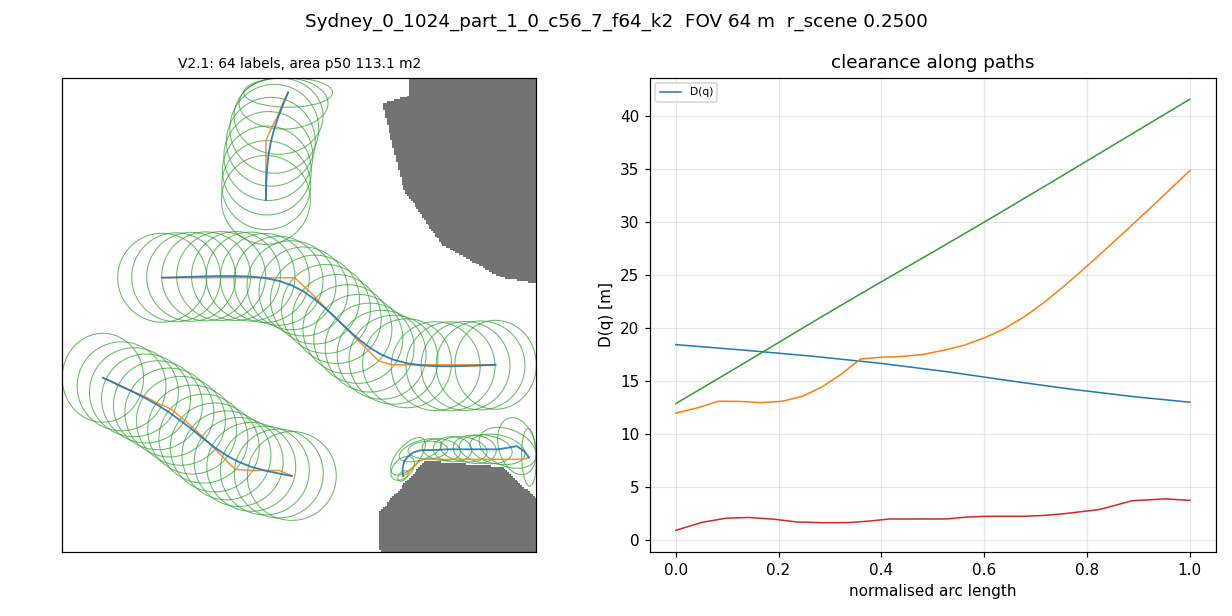 Sydney_0_1024_part_1_0_c56_7_f64_k2 FOV 64 m r_scene 0.2500
V2.1: 64 labels, area p50 113.1 m2
clearance along paths
D(q)
40
35
30
25
20
15
10
5
0
D(q) [m]
0.0 0.2 0.4 0.6 0.8 1.0
normalised arc length